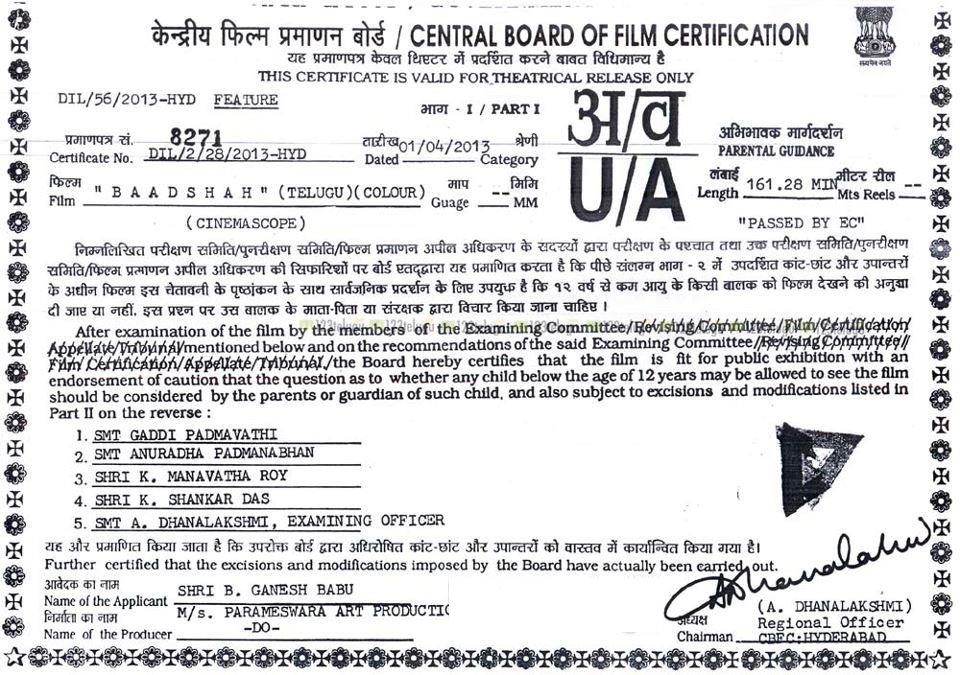 केन्द्रीय फिल्म प्रमाणन बोर्ड / CENTRAL BOARD OF FILM CERTIFICATION
सत्यमेव जयते
यह प्रमाणपत्र केवल थिएटर में प्रदर्शित करने बाबत विधिमान्य है
THIS CERTIFICATE IS VALID FOR THEATRICAL RELEASE ONLY
DIL/56/2013-HYD FEATURE
भाग - I / PART I
अ/व
U/A
अभिभावक मार्गदर्शन
PARENTAL GUIDANCE
प्रमाणपत्र सं. 8271
Certificate No. DIL/2/28/2013-HYD
तारीख श्रेणी
Dated 01/04/2013 Category
फिल्म
Film " B A A D S H A H " (TELUGU)(COLOUR)
माप -- मिमि
Guage MM
लंबाई 161.28 MIN मीटर रील --
Length Mts Reels
(CINEMASCOPE)
"PASSED BY EC"
निम्नलिखित परीक्षण समिति/पुनरीक्षण समिति/फिल्म प्रमाणन अपील अधिकरण के सदस्यों द्वारा परीक्षण के पश्चात तथा उक्त परीक्षण समिति/पुनरीक्षण
समिति/फिल्म प्रमाणन अपील अधिकरण की सिफारिशों पर बोर्ड एतद्द्वारा यह प्रमाणित करता है कि पीछे संलग्न भाग - २ में उपदर्शित कांट-छांट और उपान्तरों
के अधीन फिल्म इस चेतावनी के पृष्ठांकन के साथ सार्वजनिक प्रदर्शन के लिए उपयुक्त है कि १२ वर्ष से कम आयु के किसी बालक को फिल्म देखने की अनुज्ञा
दी जाए या नहीं, इस प्रश्न पर उस बालक के माता-पिता या संरक्षक द्वारा विचार किया जाना चाहिए ।
After examination of the film by the members of the Examining Committee/Revising/Committee/Film/Certification
Appellate/Tribunal/mentioned below and on the recommendations of the said Examining Committee/Revising Committee/
Film Certification/Appellate/Tribunal,/the Board hereby certifies that the film is fit for public exhibition with an
endorsement of caution that the question as to whether any child below the age of 12 years may be allowed to see the film
should be considered by the parents or guardian of such child, and also subject to excisions and modifications listed in
Part II on the reverse :
1. SMT GADDI PADMAVATHI
2. SMT ANURADHA PADMANABHAN
3. SHRI K. MANAVATHA ROY
4. SHRI K. SHANKAR DAS
5. SMT A. DHANALAKSHMI, EXAMINING OFFICER
यह और प्रमाणित किया जाता है कि उपरोक्त बोर्ड द्वारा अधिरोपित कांट-छांट और उपान्तरों को वास्तव में कार्यान्वित किया गया है।
Further certified that the excisions and modifications imposed by the Board have actually been carried out.
आवेदक का नाम
Name of the Applicant SHRI B. GANESH BABU
M/s. PARAMESWARA ART PRODUCTIO
निर्माता का नाम
Name of the Producer -DO-
(A. DHANALAKSHMI)
अध्यक्ष Regional Officer
Chairman CBFC:HYDERABAD